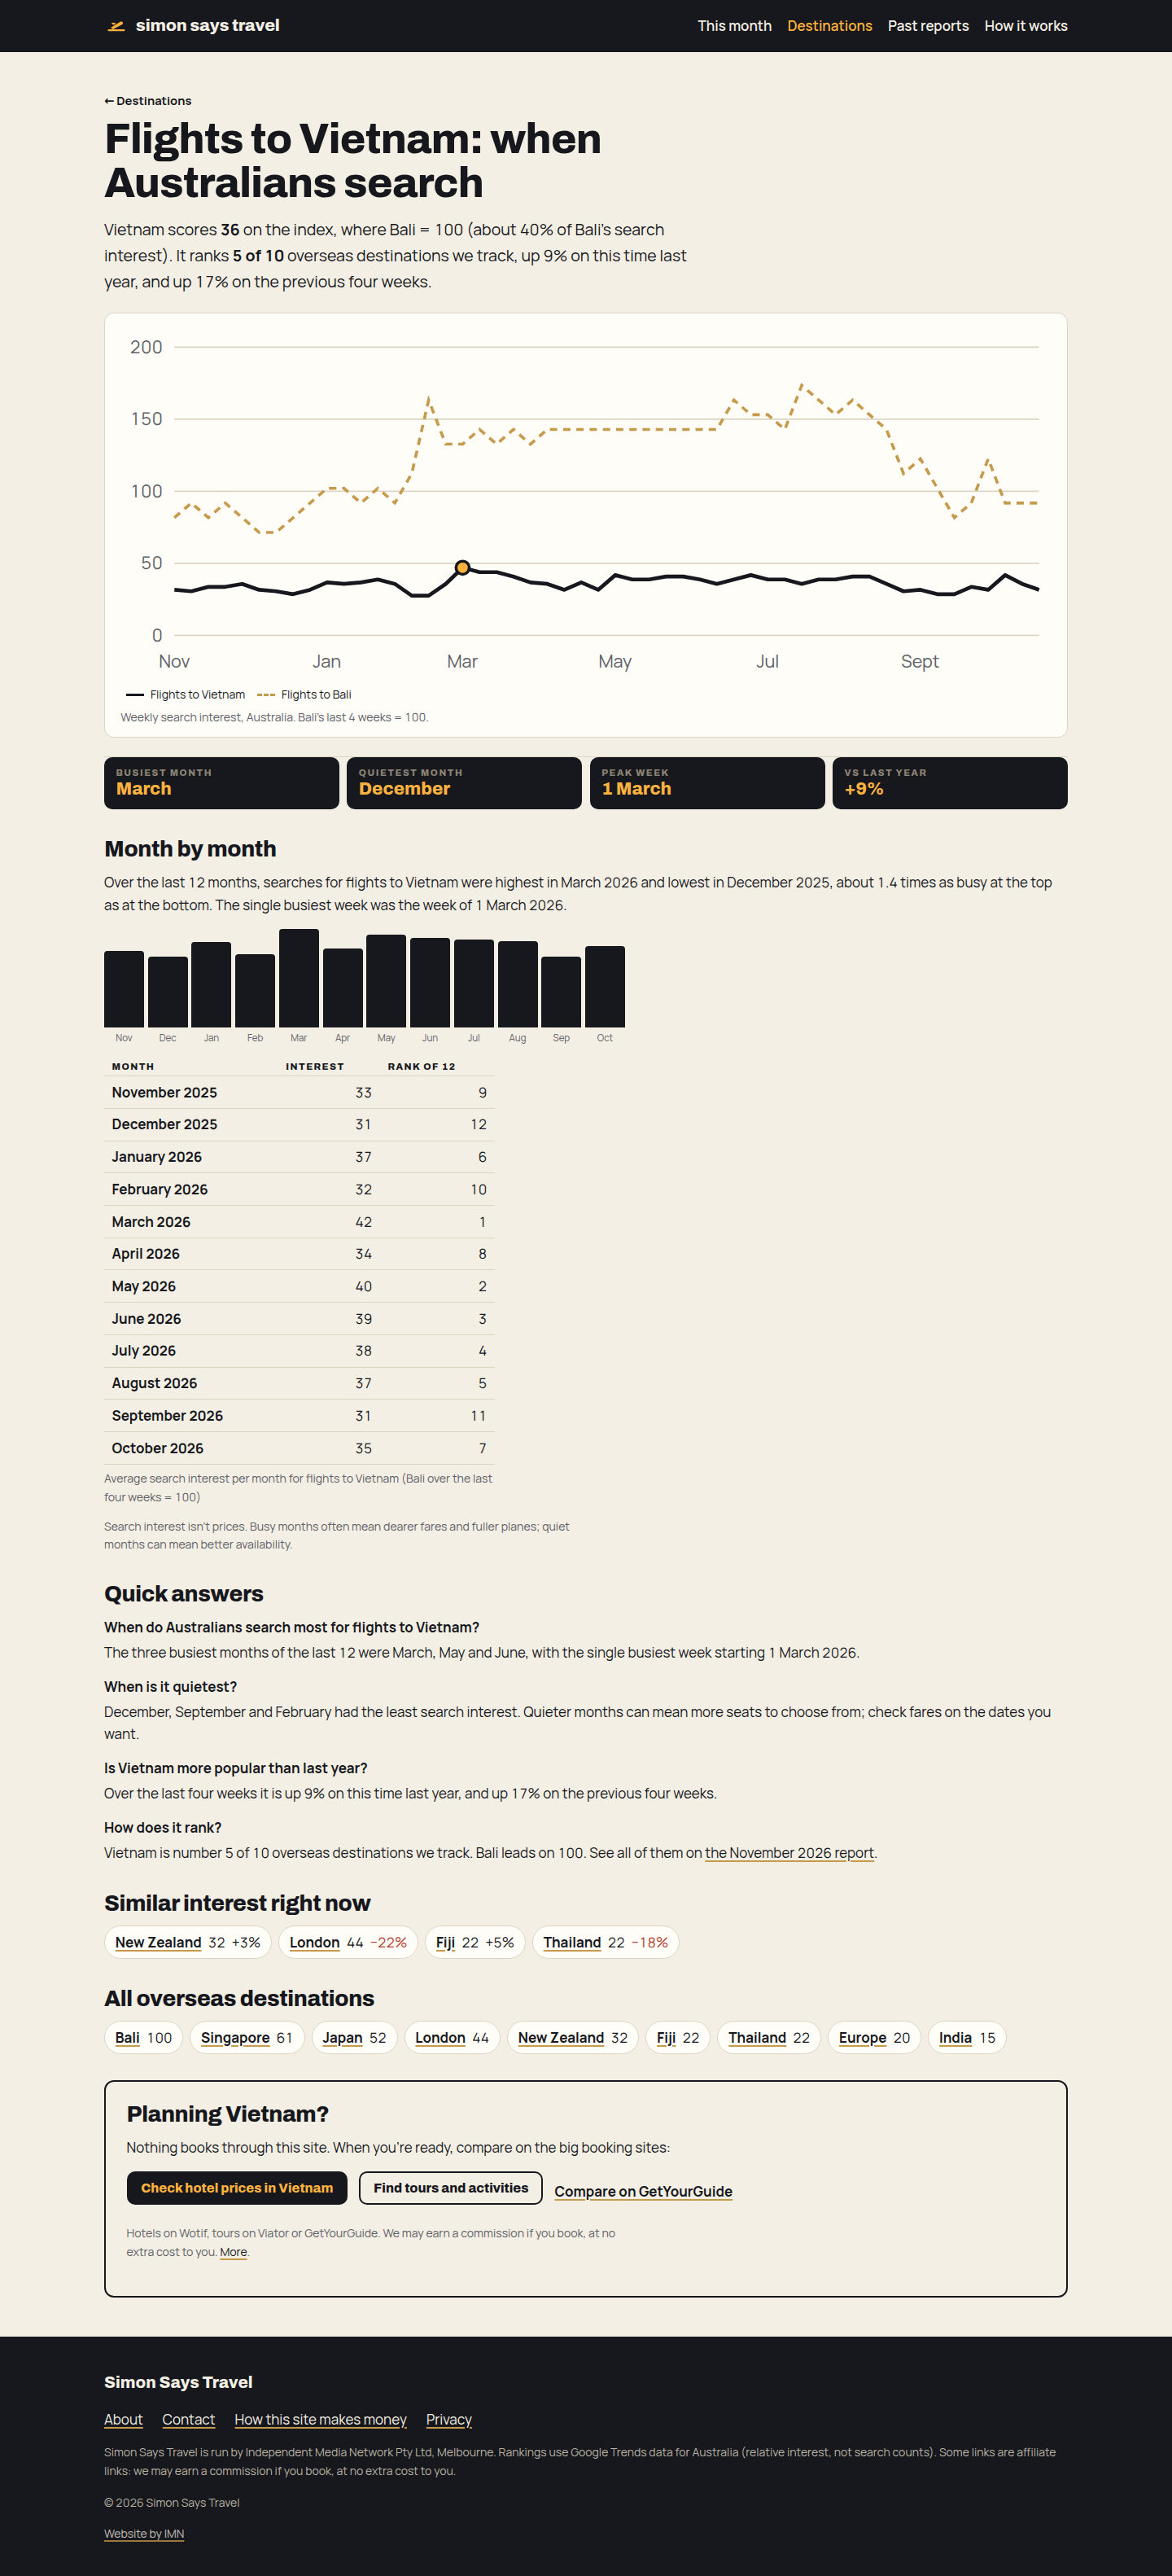 simon says travel
This month Destinations Past reports How it works
← Destinations
Flights to Vietnam: when
Australians search
Vietnam scores 36 on the index, where Bali = 100 (about 40% of Bali's search
interest). It ranks 5 of 10 overseas destinations we track, up 9% on this time last
year, and up 17% on the previous four weeks.
200
150
100
50
0
Nov Jan Mar May Jul Sept
Flights to Vietnam Flights to Bali
Weekly search interest, Australia. Bali's last 4 weeks = 100.
BUSIEST MONTH
March
QUIETEST MONTH
December
PEAK WEEK
1 March
VS LAST YEAR
+9%
Month by month
Over the last 12 months, searches for flights to Vietnam were highest in March 2026 and lowest in December 2025, about 1.4 times as busy at the top
as at the bottom. The single busiest week was the week of 1 March 2026.
Nov Dec Jan Feb Mar Apr May Jun Jul Aug Sep Oct
MONTH INTEREST RANK OF 12
November 2025 33 9
December 2025 31 12
January 2026 37 6
February 2026 32 10
March 2026 42 1
April 2026 34 8
May 2026 40 2
June 2026 39 3
July 2026 38 4
August 2026 37 5
September 2026 31 11
October 2026 35 7
Average search interest per month for flights to Vietnam (Bali over the last
four weeks = 100)
Search interest isn't prices. Busy months often mean dearer fares and fuller planes; quiet
months can mean better availability.
Quick answers
When do Australians search most for flights to Vietnam?
The three busiest months of the last 12 were March, May and June, with the single busiest week starting 1 March 2026.
When is it quietest?
December, September and February had the least search interest. Quieter months can mean more seats to choose from; check fares on the dates you
want.
Is Vietnam more popular than last year?
Over the last four weeks it is up 9% on this time last year, and up 17% on the previous four weeks.
How does it rank?
Vietnam is number 5 of 10 overseas destinations we track. Bali leads on 100. See all of them on the November 2026 report.
Similar interest right now
New Zealand 32 +3% London 44 −22% Fiji 22 +5% Thailand 22 −18%
All overseas destinations
Bali 100 Singapore 61 Japan 52 London 44 New Zealand 32 Fiji 22 Thailand 22 Europe 20 India 15
Planning Vietnam?
Nothing books through this site. When you're ready, compare on the big booking sites:
Check hotel prices in Vietnam Find tours and activities Compare on GetYourGuide
Hotels on Wotif, tours on Viator or GetYourGuide. We may earn a commission if you book, at no
extra cost to you. More.
Simon Says Travel
About Contact How this site makes money Privacy
Simon Says Travel is run by Independent Media Network Pty Ltd, Melbourne. Rankings use Google Trends data for Australia (relative interest, not search counts). Some links are affiliate
links: we may earn a commission if you book, at no extra cost to you.
© 2026 Simon Says Travel
Website by IMN